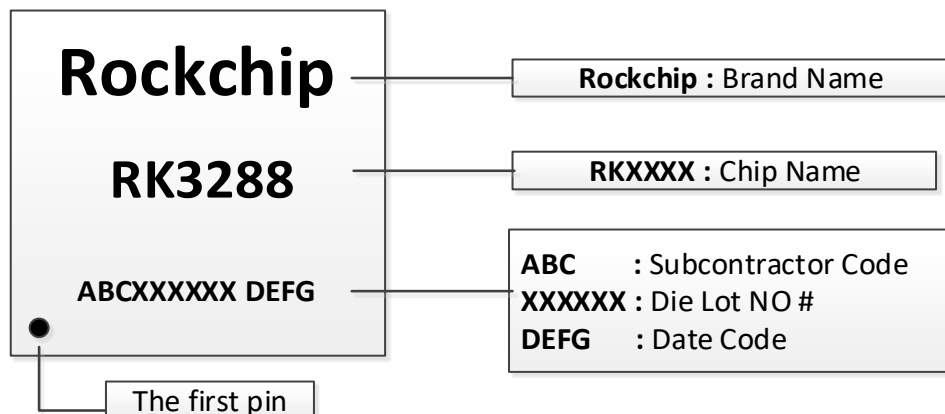 Rockchip
RK3288
ABCXXXXXX DEFG
Rockchip : Brand Name
RKXXXX : Chip Name
ABC : Subcontractor Code
XXXXXX : Die Lot NO #
DEFG : Date Code
The first pin